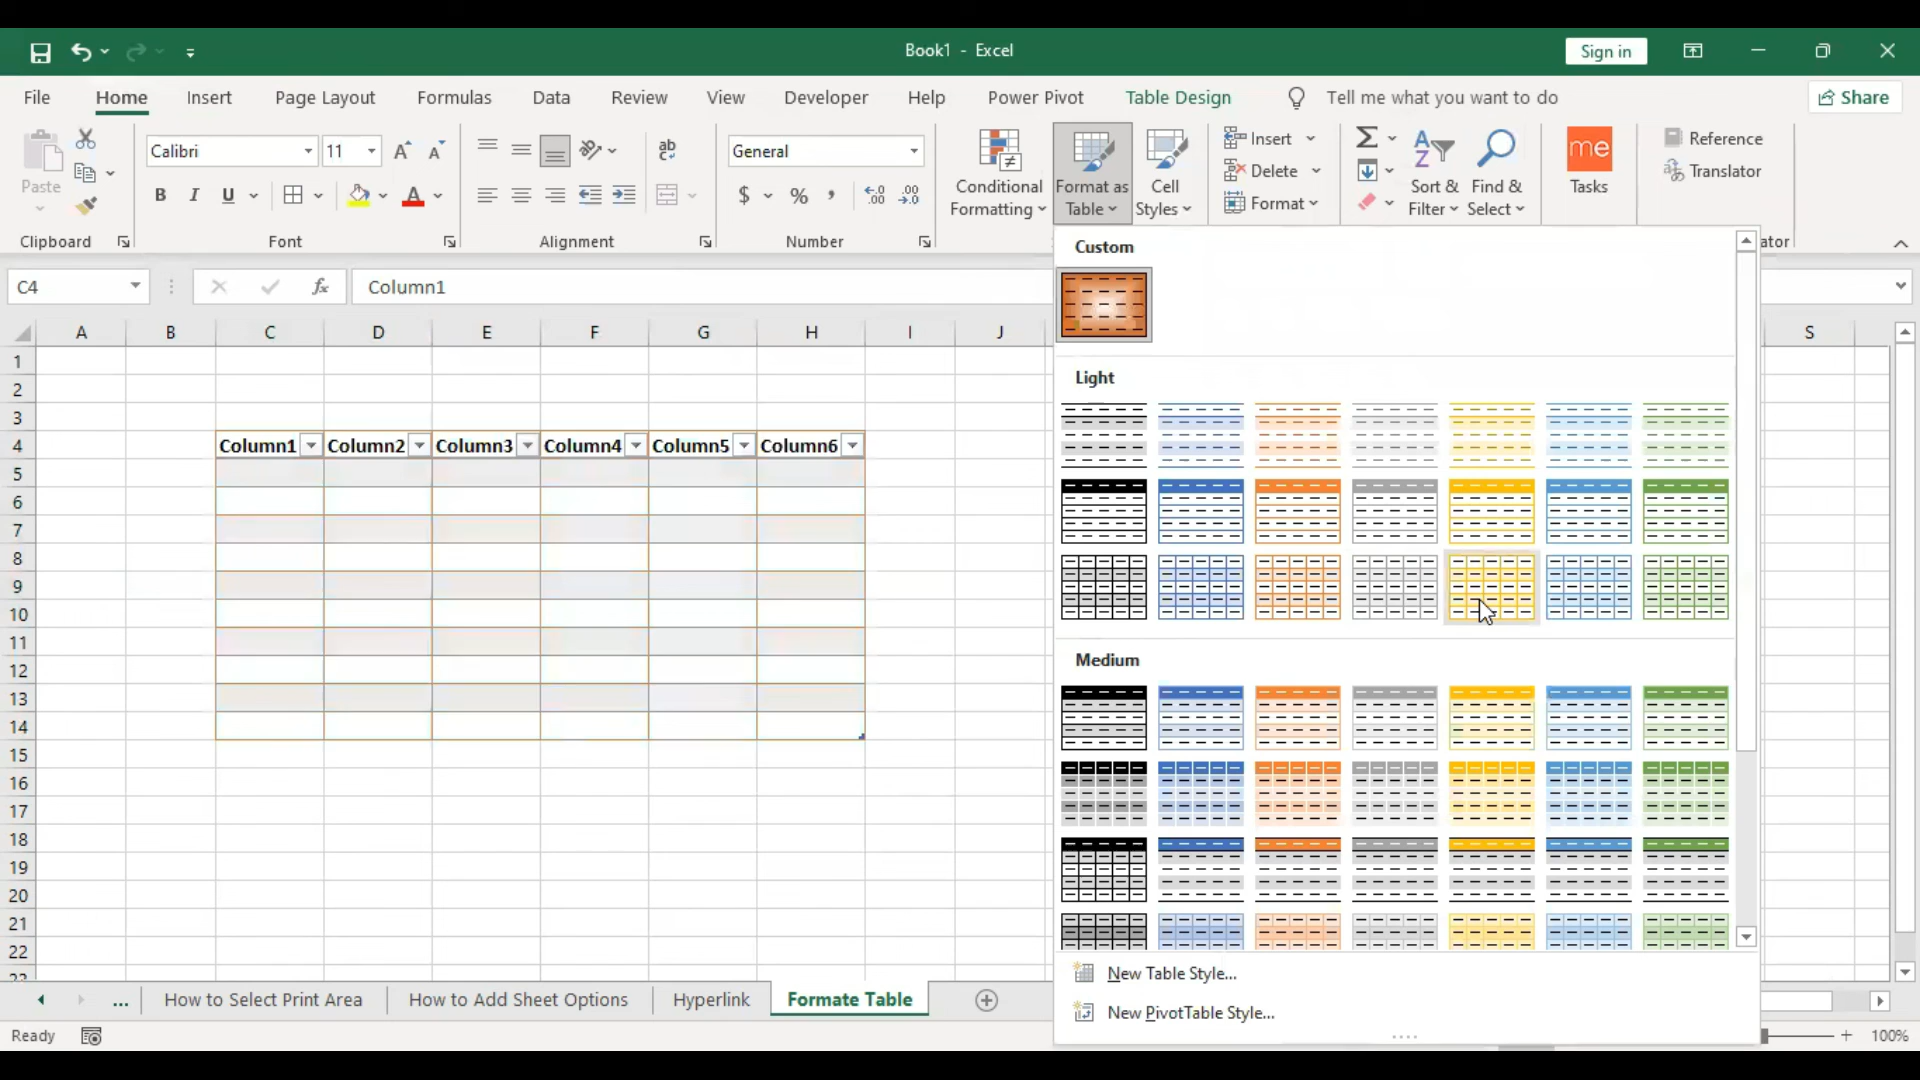 Book1 - Excel
Sign in
File Home Insert Page Layout Formulas Data Review View Developer Help Power Pivot Table Design Tell me what you want to do Share
Paste
Calibri 11
B I U A
ab
General
$ % ,
Conditional Formatting
Format as Table
Cell Styles
Insert
Delete
Format
Sort & Filter
Find & Select
me
Tasks
Reference
Translator
Clipboard Font Alignment Number ator
C4 fx Column1
A B C D E F G H I J S
1
2
3
4 Column1 Column2 Column3 Column4 Column5 Column6
5
6
7
8
9
10
11
12
13
14
15
16
17
18
19
20
21
22
23
Custom
Light
Medium
New Table Style...
New PivotTable Style...
... How to Select Print Area How to Add Sheet Options Hyperlink Formate Table
Ready 100%